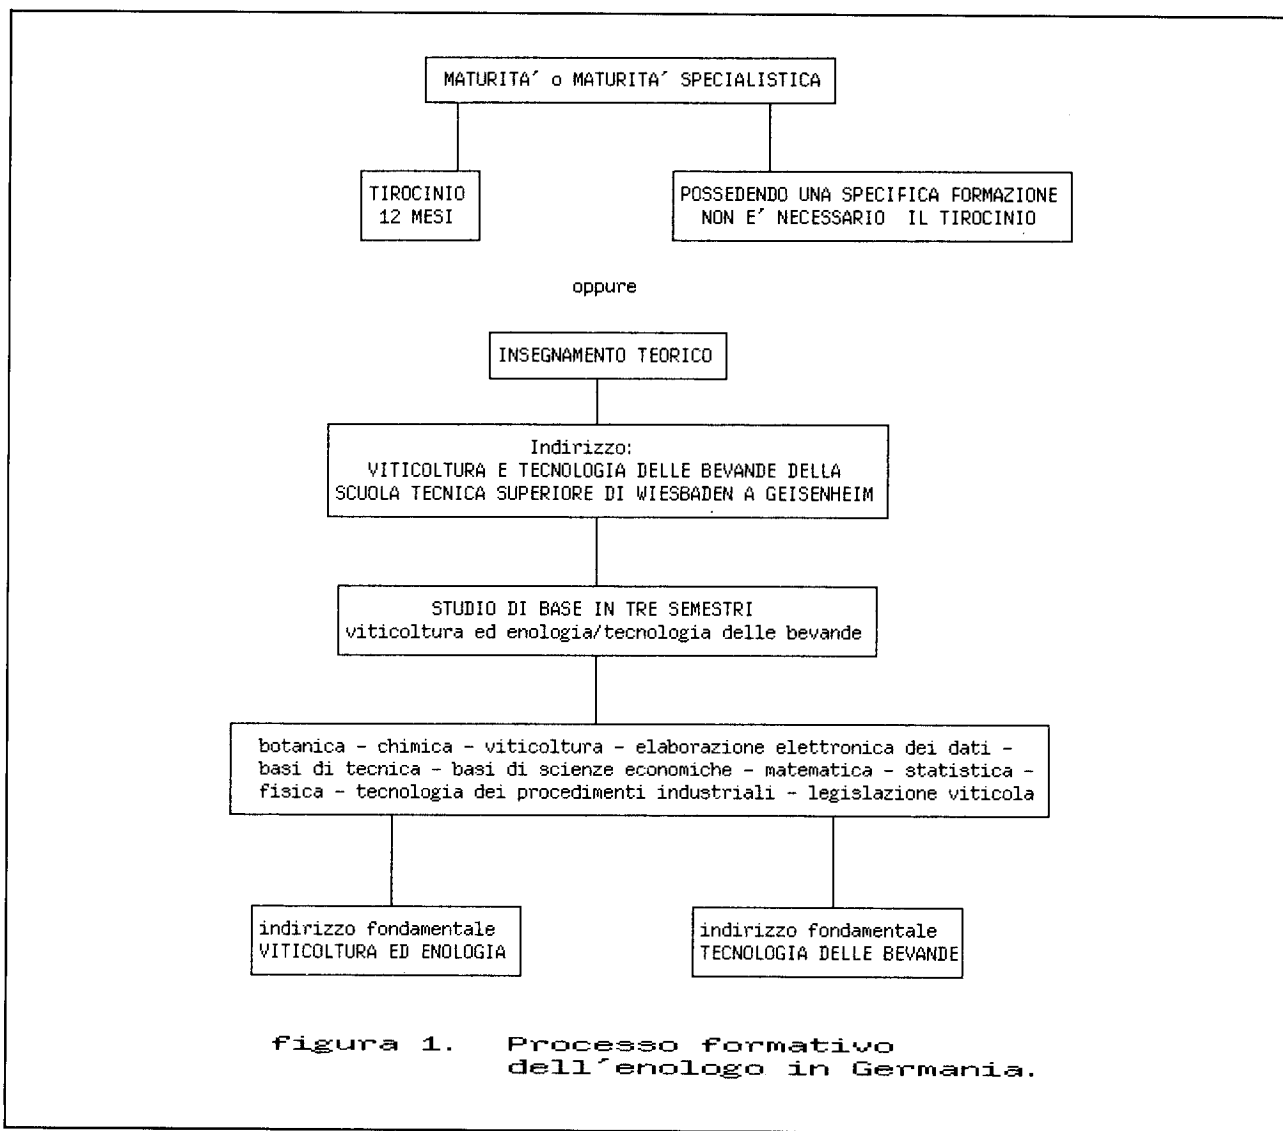 MATURITA´ o MATURITA´ SPECIALISTICA
TIROCINIO
12 MESI
POSSEDENDO UNA SPECIFICA FORMAZIONE
NON E´ NECESSARIO IL TIROCINIO
oppure
INSEGNAMENTO TEORICO
Indirizzo:
VITICOLTURA E TECNOLOGIA DELLE BEVANDE DELLA
SCUOLA TECNICA SUPERIORE DI WIESBADEN A GEISENHEIM
STUDIO DI BASE IN TRE SEMESTRI
viticoltura ed enologia/tecnologia delle bevande
botanica – chimica – viticoltura – elaborazione elettronica dei dati –
basi di tecnica – basi di scienze economiche – matematica – statistica –
fisica – tecnologia dei procedimenti industriali – legislazione viticola
indirizzo fondamentale
VITICOLTURA ED ENOLOGIA
indirizzo fondamentale
TECNOLOGIA DELLE BEVANDE
figura 1. Processo formativo
dell´enologo in Germania.